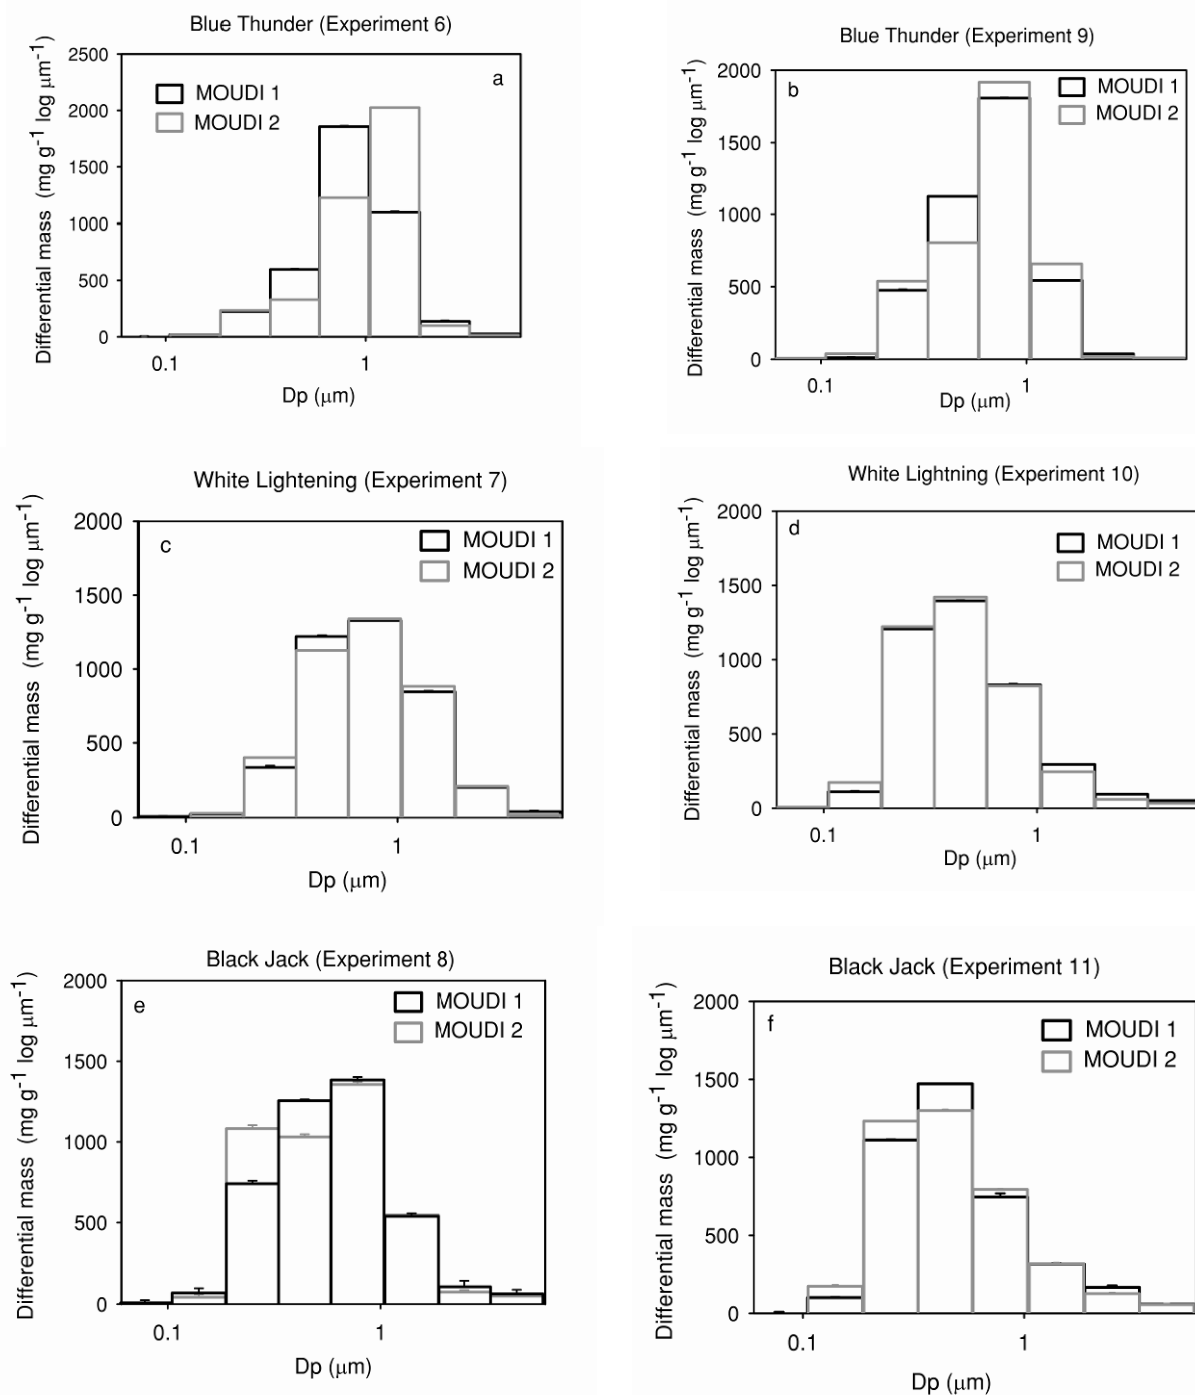 Blue Thunder (Experiment 6)
a
MOUDI 1
MOUDI 2
Differential mass (mg g⁻¹ log μm⁻¹)
2500
2000
1500
1000
500
0
0.1
1
Dp (μm)
Blue Thunder (Experiment 9)
b
MOUDI 1
MOUDI 2
Differential mass (mg g⁻¹ log μm⁻¹)
2000
1500
1000
500
0
0.1
1
Dp (μm)
White Lightening (Experiment 7)
c
MOUDI 1
MOUDI 2
Differential mass (mg g⁻¹ log μm⁻¹)
2000
1500
1000
500
0
0.1
1
Dp (μm)
White Lightning (Experiment 10)
d
MOUDI 1
MOUDI 2
Differential mass (mg g⁻¹ log μm⁻¹)
2000
1500
1000
500
0
0.1
1
Dp (μm)
Black Jack (Experiment 8)
e
MOUDI 1
MOUDI 2
Differential mass (mg g⁻¹ log μm⁻¹)
2000
1500
1000
500
0
0.1
1
Dp (μm)
Black Jack (Experiment 11)
f
MOUDI 1
MOUDI 2
Differential mass (mg g⁻¹ log μm⁻¹)
2000
1500
1000
500
0
0.1
1
Dp (μm)